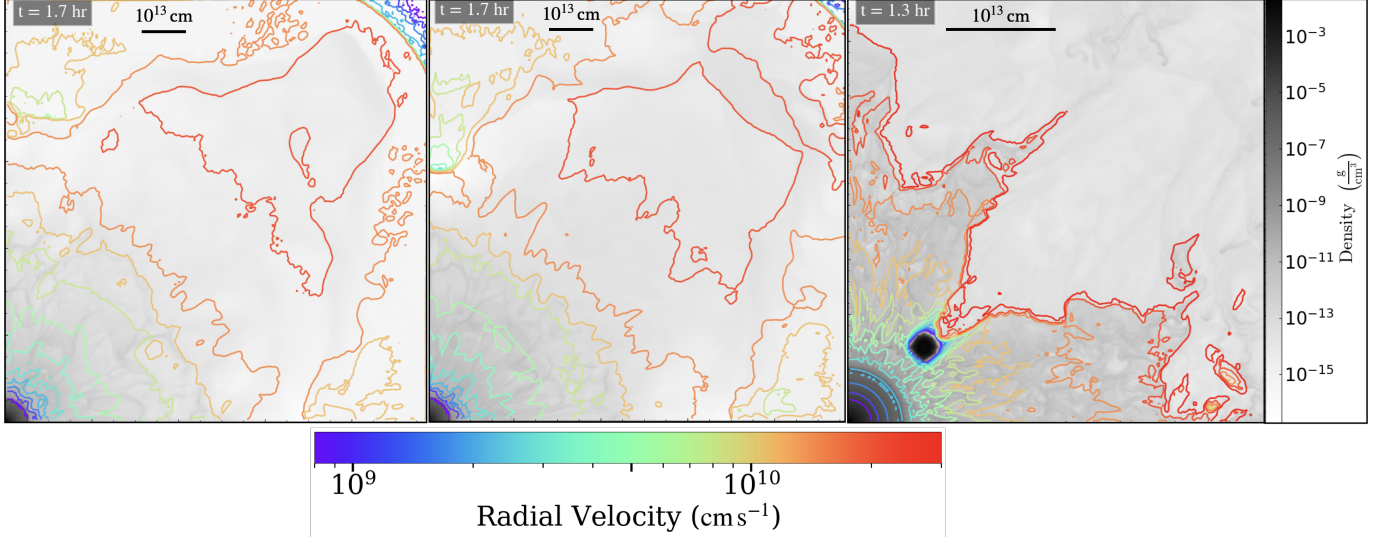 t = 1.7 hr
10¹³ cm
t = 1.7 hr
10¹³ cm
t = 1.3 hr
10¹³ cm
10⁻³
10⁻⁵
10⁻⁷
10⁻⁹
10⁻¹¹
10⁻¹³
10⁻¹⁵
Density (g/cm³)
10⁹
10¹⁰
Radial Velocity (cm s⁻¹)